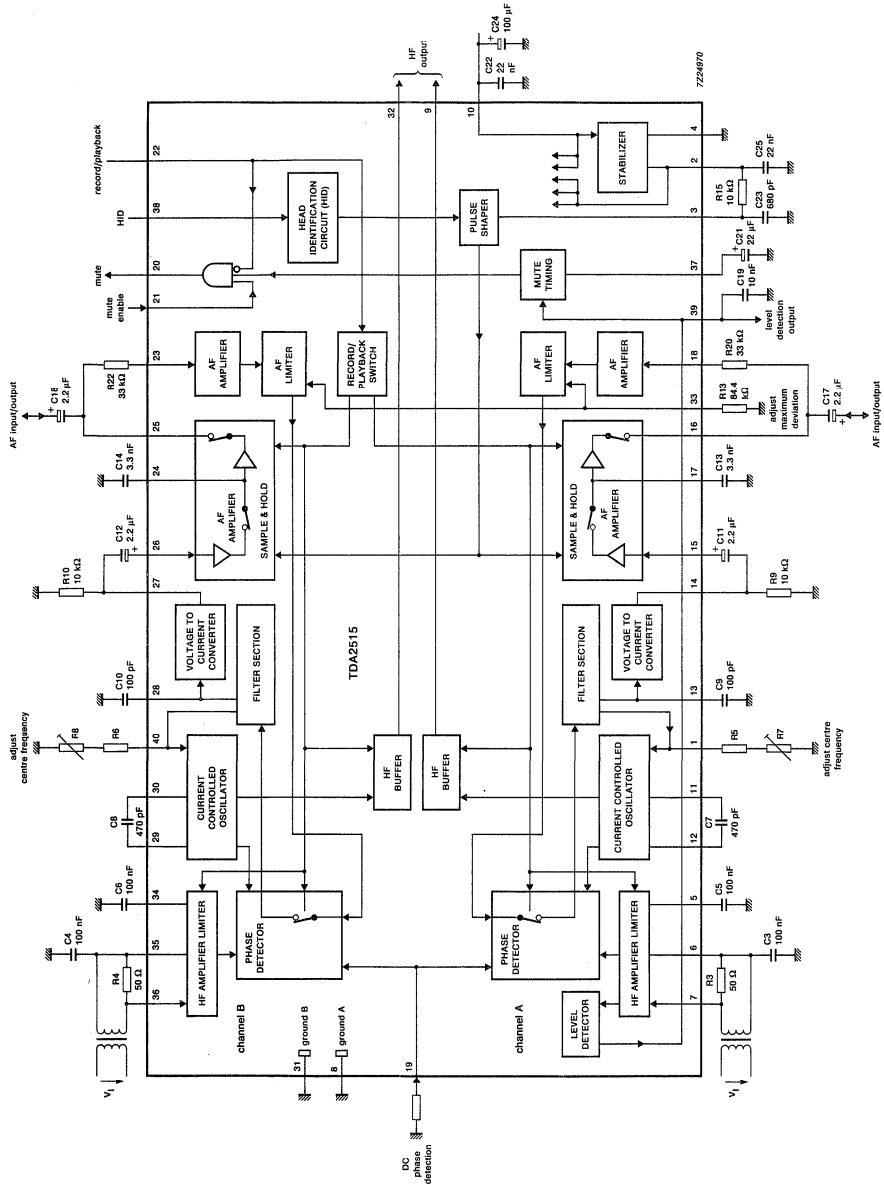 7Z24970
HF
output
C24
100 µF
+
C22
22
nF
32
9
10
4
2
3
37
39
record/playback
22
HID
38
mute
20
mute
enable
21
HEAD
IDENTIFICATION
CIRCUIT (HID)
PULSE
SHAPER
STABILIZER
MUTE
TIMING
C25
22 nF
R15
10 kΩ
C23
680 pF
C21
22 µF
+
C19
10 nF
level
detection
output
AF input/output
C18
2.2 µF
+
R22
33 kΩ
23
AF
AMPLIFIER
AF
LIMITER
RECORD/
PLAYBACK
SWITCH
AF
LIMITER
AF
AMPLIFIER
18
R20
33 kΩ
33
R13
84.4
kΩ
adjust
maximum
deviation
16
C17
2.2 µF
+
AF input/output
25
C14
3.3 nF
24
AF
AMPLIFIER
SAMPLE & HOLD
SAMPLE & HOLD
AF
AMPLIFIER
17
C13
3.3 nF
C12
2.2 µF
+
26
15
C11
2.2 µF
+
R10
10 kΩ
27
14
R9
10 kΩ
VOLTAGE TO
CURRENT
CONVERTER
FILTER SECTION
TDA2515
FILTER SECTION
VOLTAGE TO
CURRENT
CONVERTER
C10
100 pF
28
13
C9
100 pF
adjust
centre frequency
R8
R6
40
1
R5
R7
adjust centre
frequency
C8
470 pF
30
29
CURRENT
CONTROLLED
OSCILLATOR
HF
BUFFER
HF
BUFFER
CURRENT CONTROLLED
OSCILLATOR
11
12
C7
470 pF
C6
100 nF
34
C4
100 nF
35
R4
50 Ω
36
HF AMPLIFIER LIMITER
PHASE
DETECTOR
PHASE
DETECTOR
HF AMPLIFIER LIMITER
5
C5
100 nF
6
C3
100 nF
R3
50 Ω
7
LEVEL
DETECTOR
channel B
channel A
31
ground B
8
ground A
19
VI
VI
DC
phase
detection